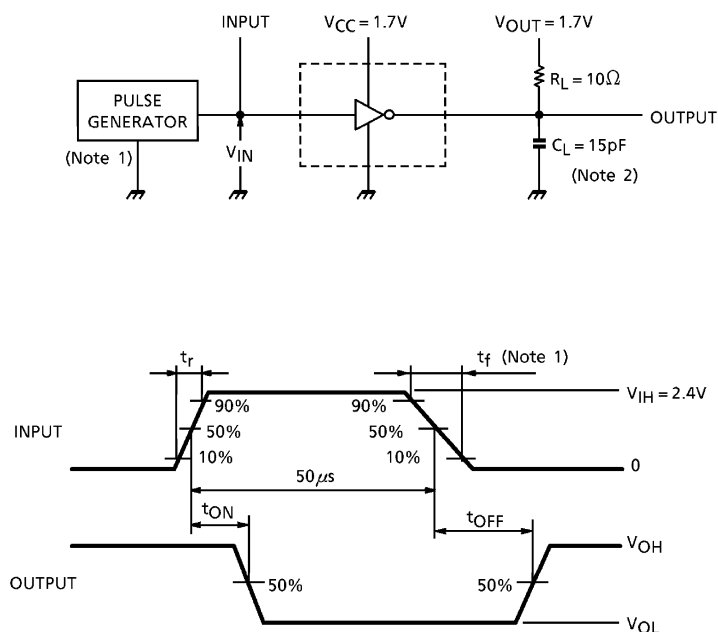 INPUT VCC = 1.7V VOUT = 1.7V
RL = 10Ω
PULSE
GENERATOR
OUTPUT
(Note 1)
VIN
CL = 15pF
(Note 2)
tr
tf (Note 1)
VIH = 2.4V
90% 90%
INPUT 50% 50%
10% 10%
0
50μs
tON tOFF
VOH
OUTPUT 50% 50%
VOL